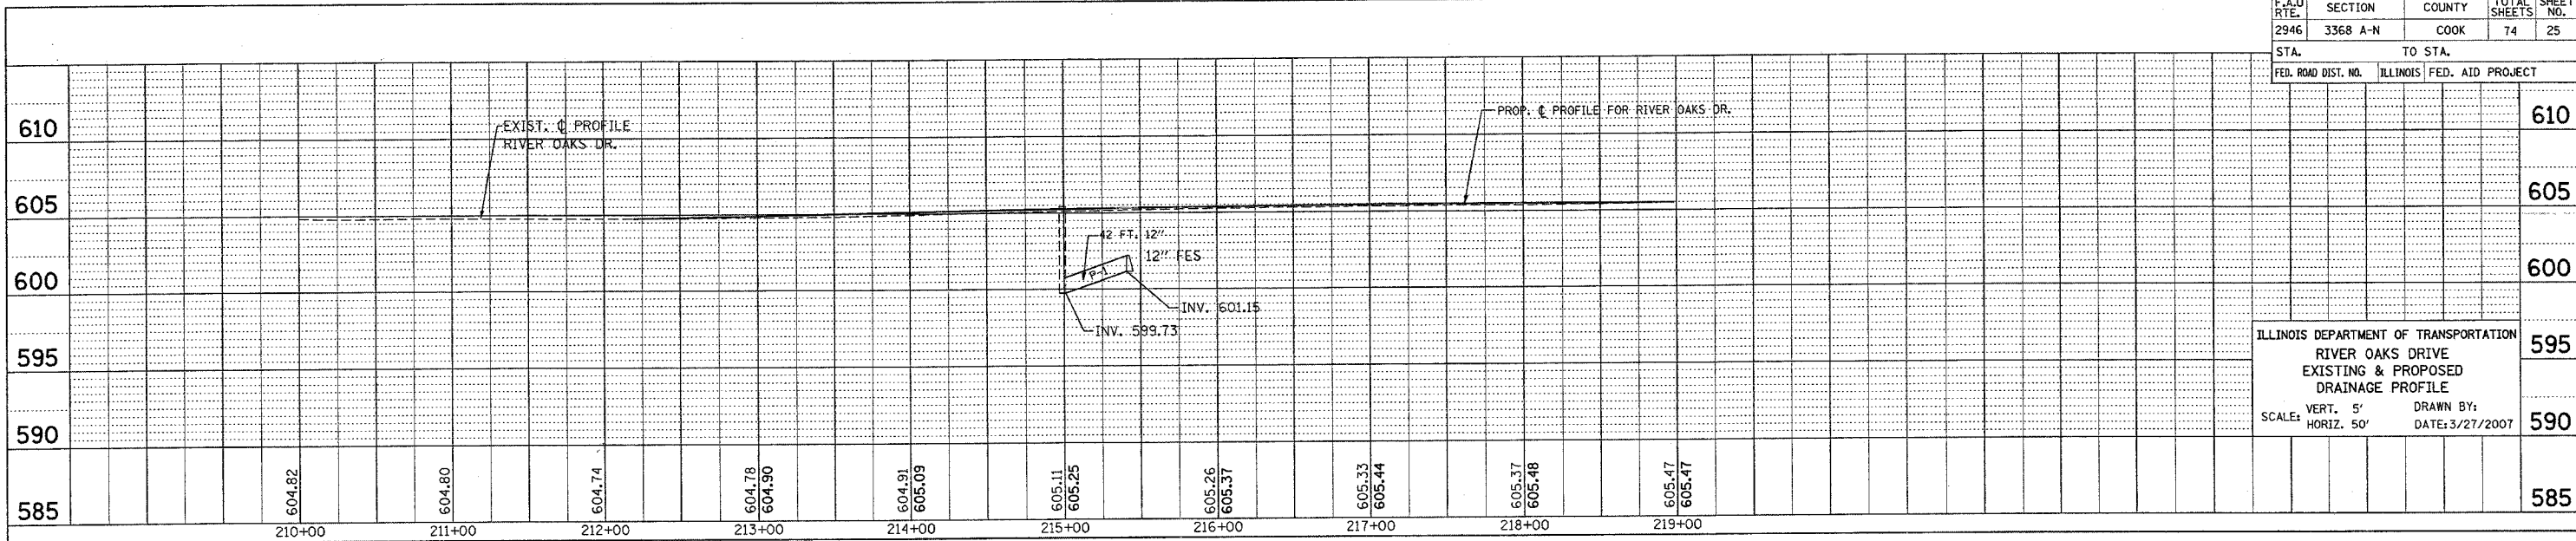 F.A.U RTE. SECTION COUNTY TOTAL SHEETS SHEET NO.
2946 3368 A-N COOK 74 25
STA. TO STA.
FED. ROAD DIST. NO. ILLINOIS FED. AID PROJECT
610
605
600
595
590
585
EXIST. ℄ PROFILE
RIVER OAKS DR.
PROP. ℄ PROFILE FOR RIVER OAKS DR.
42 FT. 12"
12" FES
P-1
INV. 601.15
INV. 599.73
610
605
600
595
590
585
ILLINOIS DEPARTMENT OF TRANSPORTATION
RIVER OAKS DRIVE
EXISTING & PROPOSED
DRAINAGE PROFILE
SCALE: VERT. 5' HORIZ. 50'
DRAWN BY:
DATE: 3/27/2007
604.82
604.80
604.74
604.78
604.90
604.91
605.09
605.11
605.25
605.26
605.37
605.33
605.44
605.37
605.48
605.47
605.47
210+00 211+00 212+00 213+00 214+00 215+00 216+00 217+00 218+00 219+00